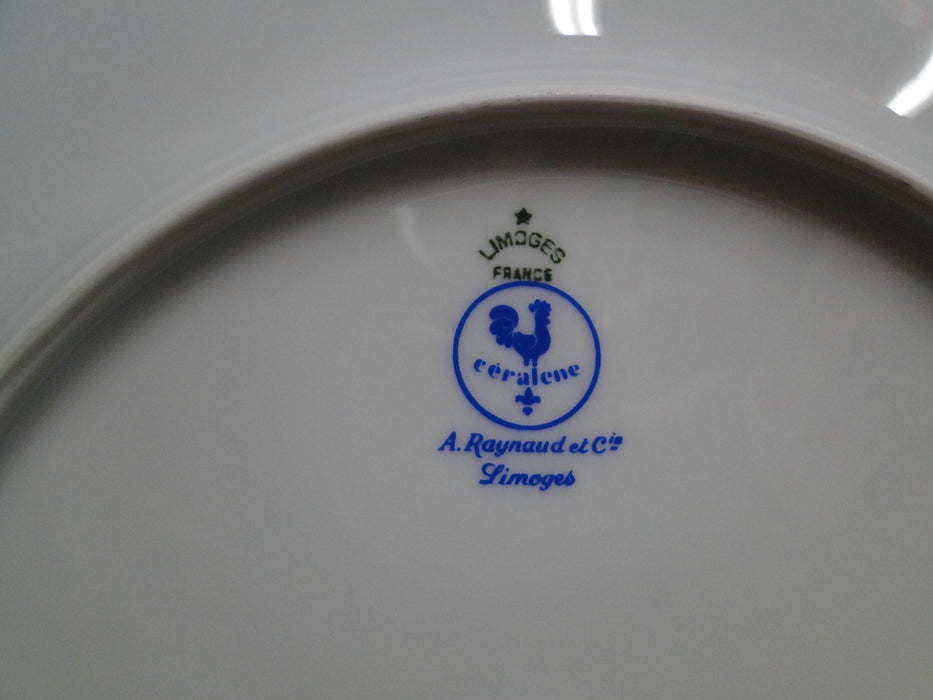 LIMOGES
FRANCE
céralene
A. Raynaud et Cie
Limoges